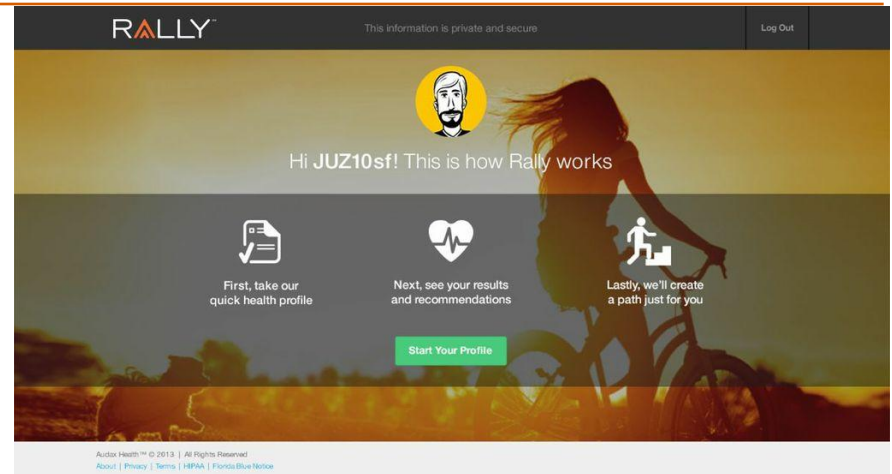 RALLY™
This information is private and secure
Log Out
Hi JUZ10sf! This is how Rally works
First, take our
quick health profile
Next, see your results
and recommendations
Lastly, we'll create
a path just for you
Start Your Profile
Audax Health™ © 2013 | All Rights Reserved
About | Privacy | Terms | HIPAA | Florida Blue Notice